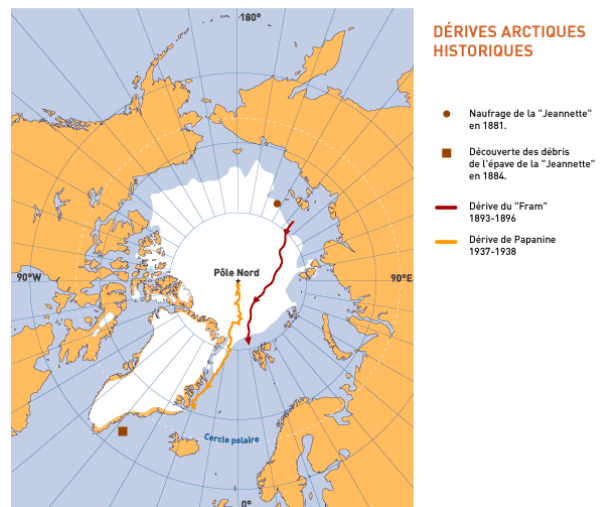 180°
DÉRIVES ARCTIQUES
HISTORIQUES
Naufrage de la "Jeannette"
en 1881.
Découverte des débris
de l'épave de la "Jeannette"
en 1884.
Dérive du "Fram"
1893-1896
Dérive de Papanine
1937-1938
Pôle Nord
90°W
90°E
Cercle polaire
0°